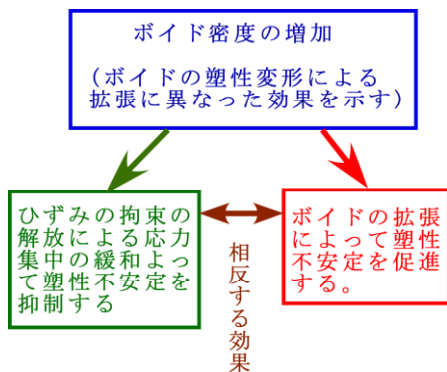 ボイド密度の増加
(ボイドの塑性変形による
拡張に異なった効果を示す)
ひずみの拘束の
解放による応力
集中の緩和よっ
て塑性不安定を
抑制する
ボイドの拡張
によって塑性
不安定を促進
する。
相反する効果